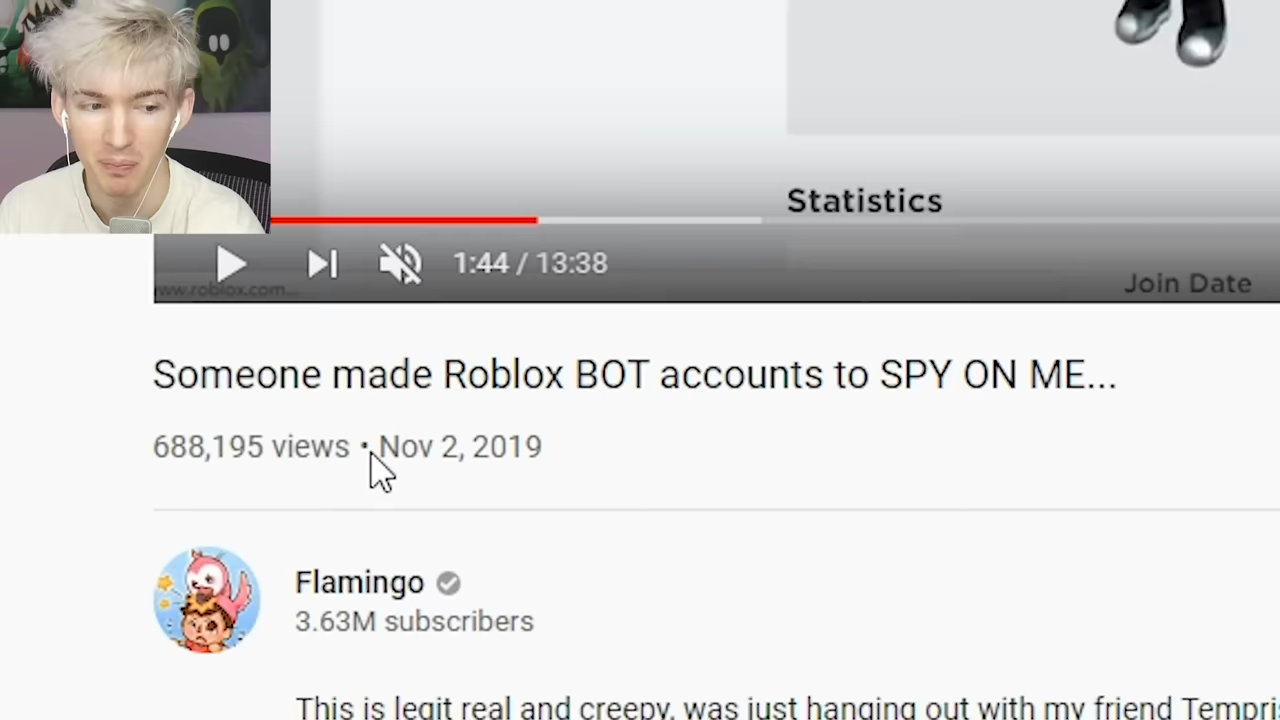 Statistics
1:44 / 13:38
www.roblox.com...
Join Date
Someone made Roblox BOT accounts to SPY ON ME...
688,195 views • Nov 2, 2019
Flamingo
3.63M subscribers
This is legit real and creepy, was just hanging out with my friend Tempri